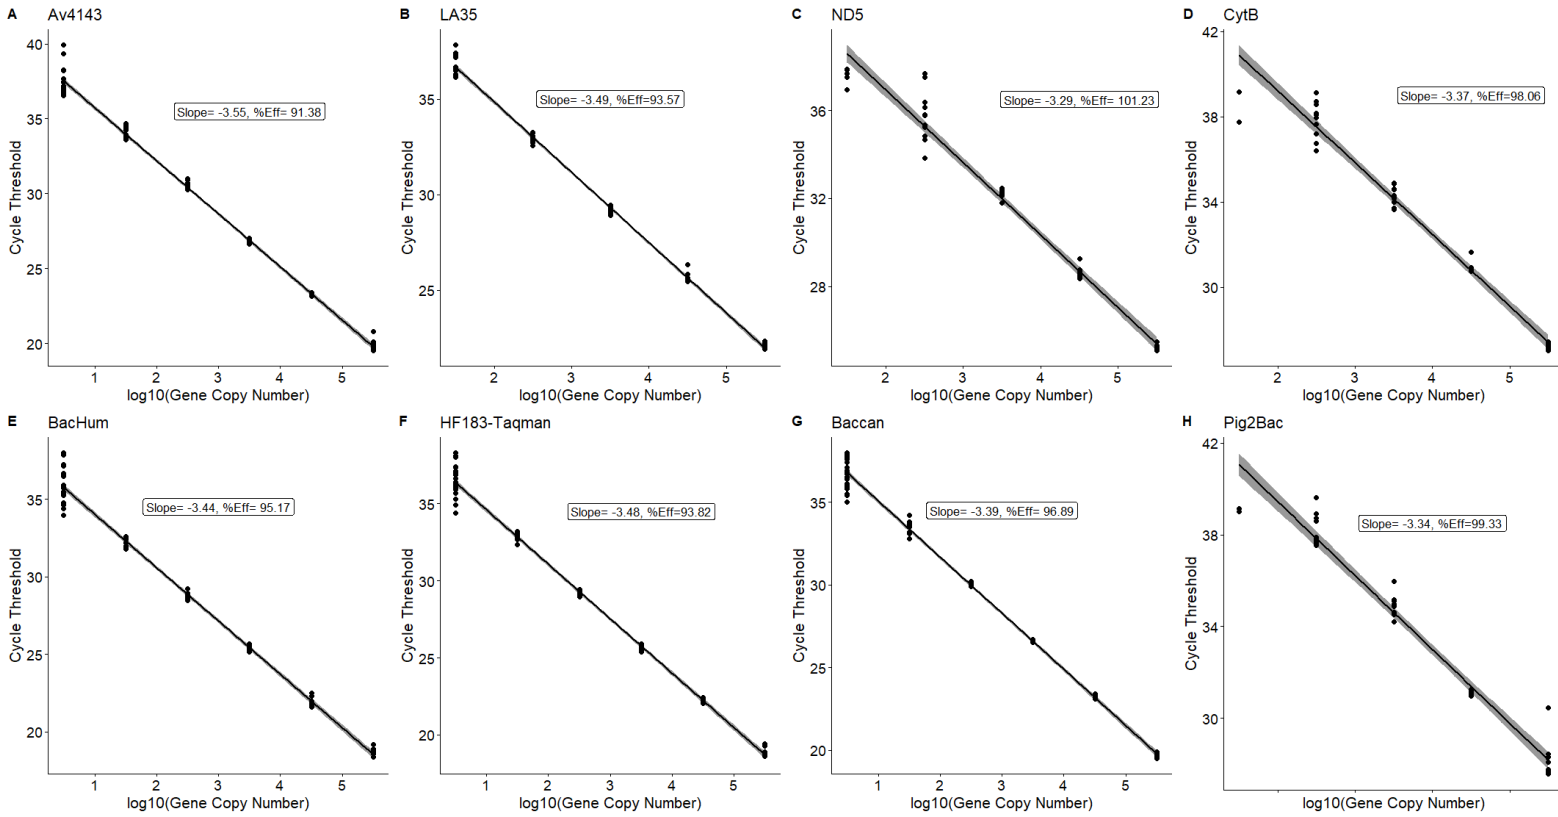 A Av4143
40
35
30
25
20
Cycle Threshold
Slope= -3.55, %Eff= 91.38
1 2 3 4 5
log10(Gene Copy Number)
B LA35
35
30
25
Cycle Threshold
Slope= -3.49, %Eff=93.57
2 3 4 5
log10(Gene Copy Number)
C ND5
36
32
28
Cycle Threshold
Slope= -3.29, %Eff= 101.23
2 3 4 5
log10(Gene Copy Number)
D CytB
42
38
34
30
Cycle Threshold
Slope= -3.37, %Eff=98.06
2 3 4 5
log10(Gene Copy Number)
E BacHum
35
30
25
20
Cycle Threshold
Slope= -3.44, %Eff= 95.17
1 2 3 4 5
log10(Gene Copy Number)
F HF183-Taqman
35
30
25
20
Cycle Threshold
Slope= -3.48, %Eff=93.82
1 2 3 4 5
log10(Gene Copy Number)
G Baccan
35
30
25
20
Cycle Threshold
Slope= -3.39, %Eff= 96.89
1 2 3 4 5
log10(Gene Copy Number)
H Pig2Bac
42
38
34
30
Cycle Threshold
Slope= -3.34, %Eff=99.33
log10(Gene Copy Number)